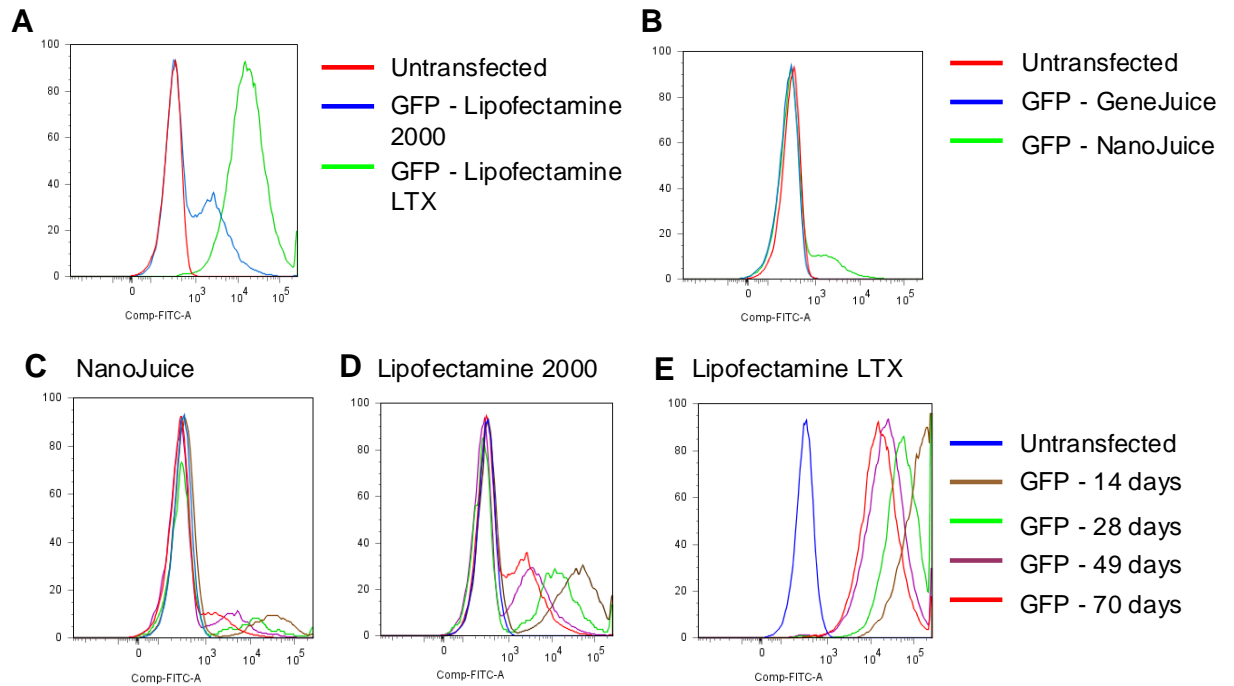 A
100
80
60
40
20
0
0 10³ 10⁴ 10⁵
Comp-FITC-A
Untransfected
GFP - Lipofectamine
2000
GFP - Lipofectamine
LTX
B
100
80
60
40
20
0
0 10³ 10⁴ 10⁵
Comp-FITC-A
Untransfected
GFP - GeneJuice
GFP - NanoJuice
C NanoJuice
100
80
60
40
20
0
0 10³ 10⁴ 10⁵
Comp-FITC-A
D Lipofectamine 2000
100
80
60
40
20
0
0 10³ 10⁴ 10⁵
Comp-FITC-A
E Lipofectamine LTX
100
80
60
40
20
0
0 10³ 10⁴ 10⁵
Comp-FITC-A
Untransfected
GFP - 14 days
GFP - 28 days
GFP - 49 days
GFP - 70 days